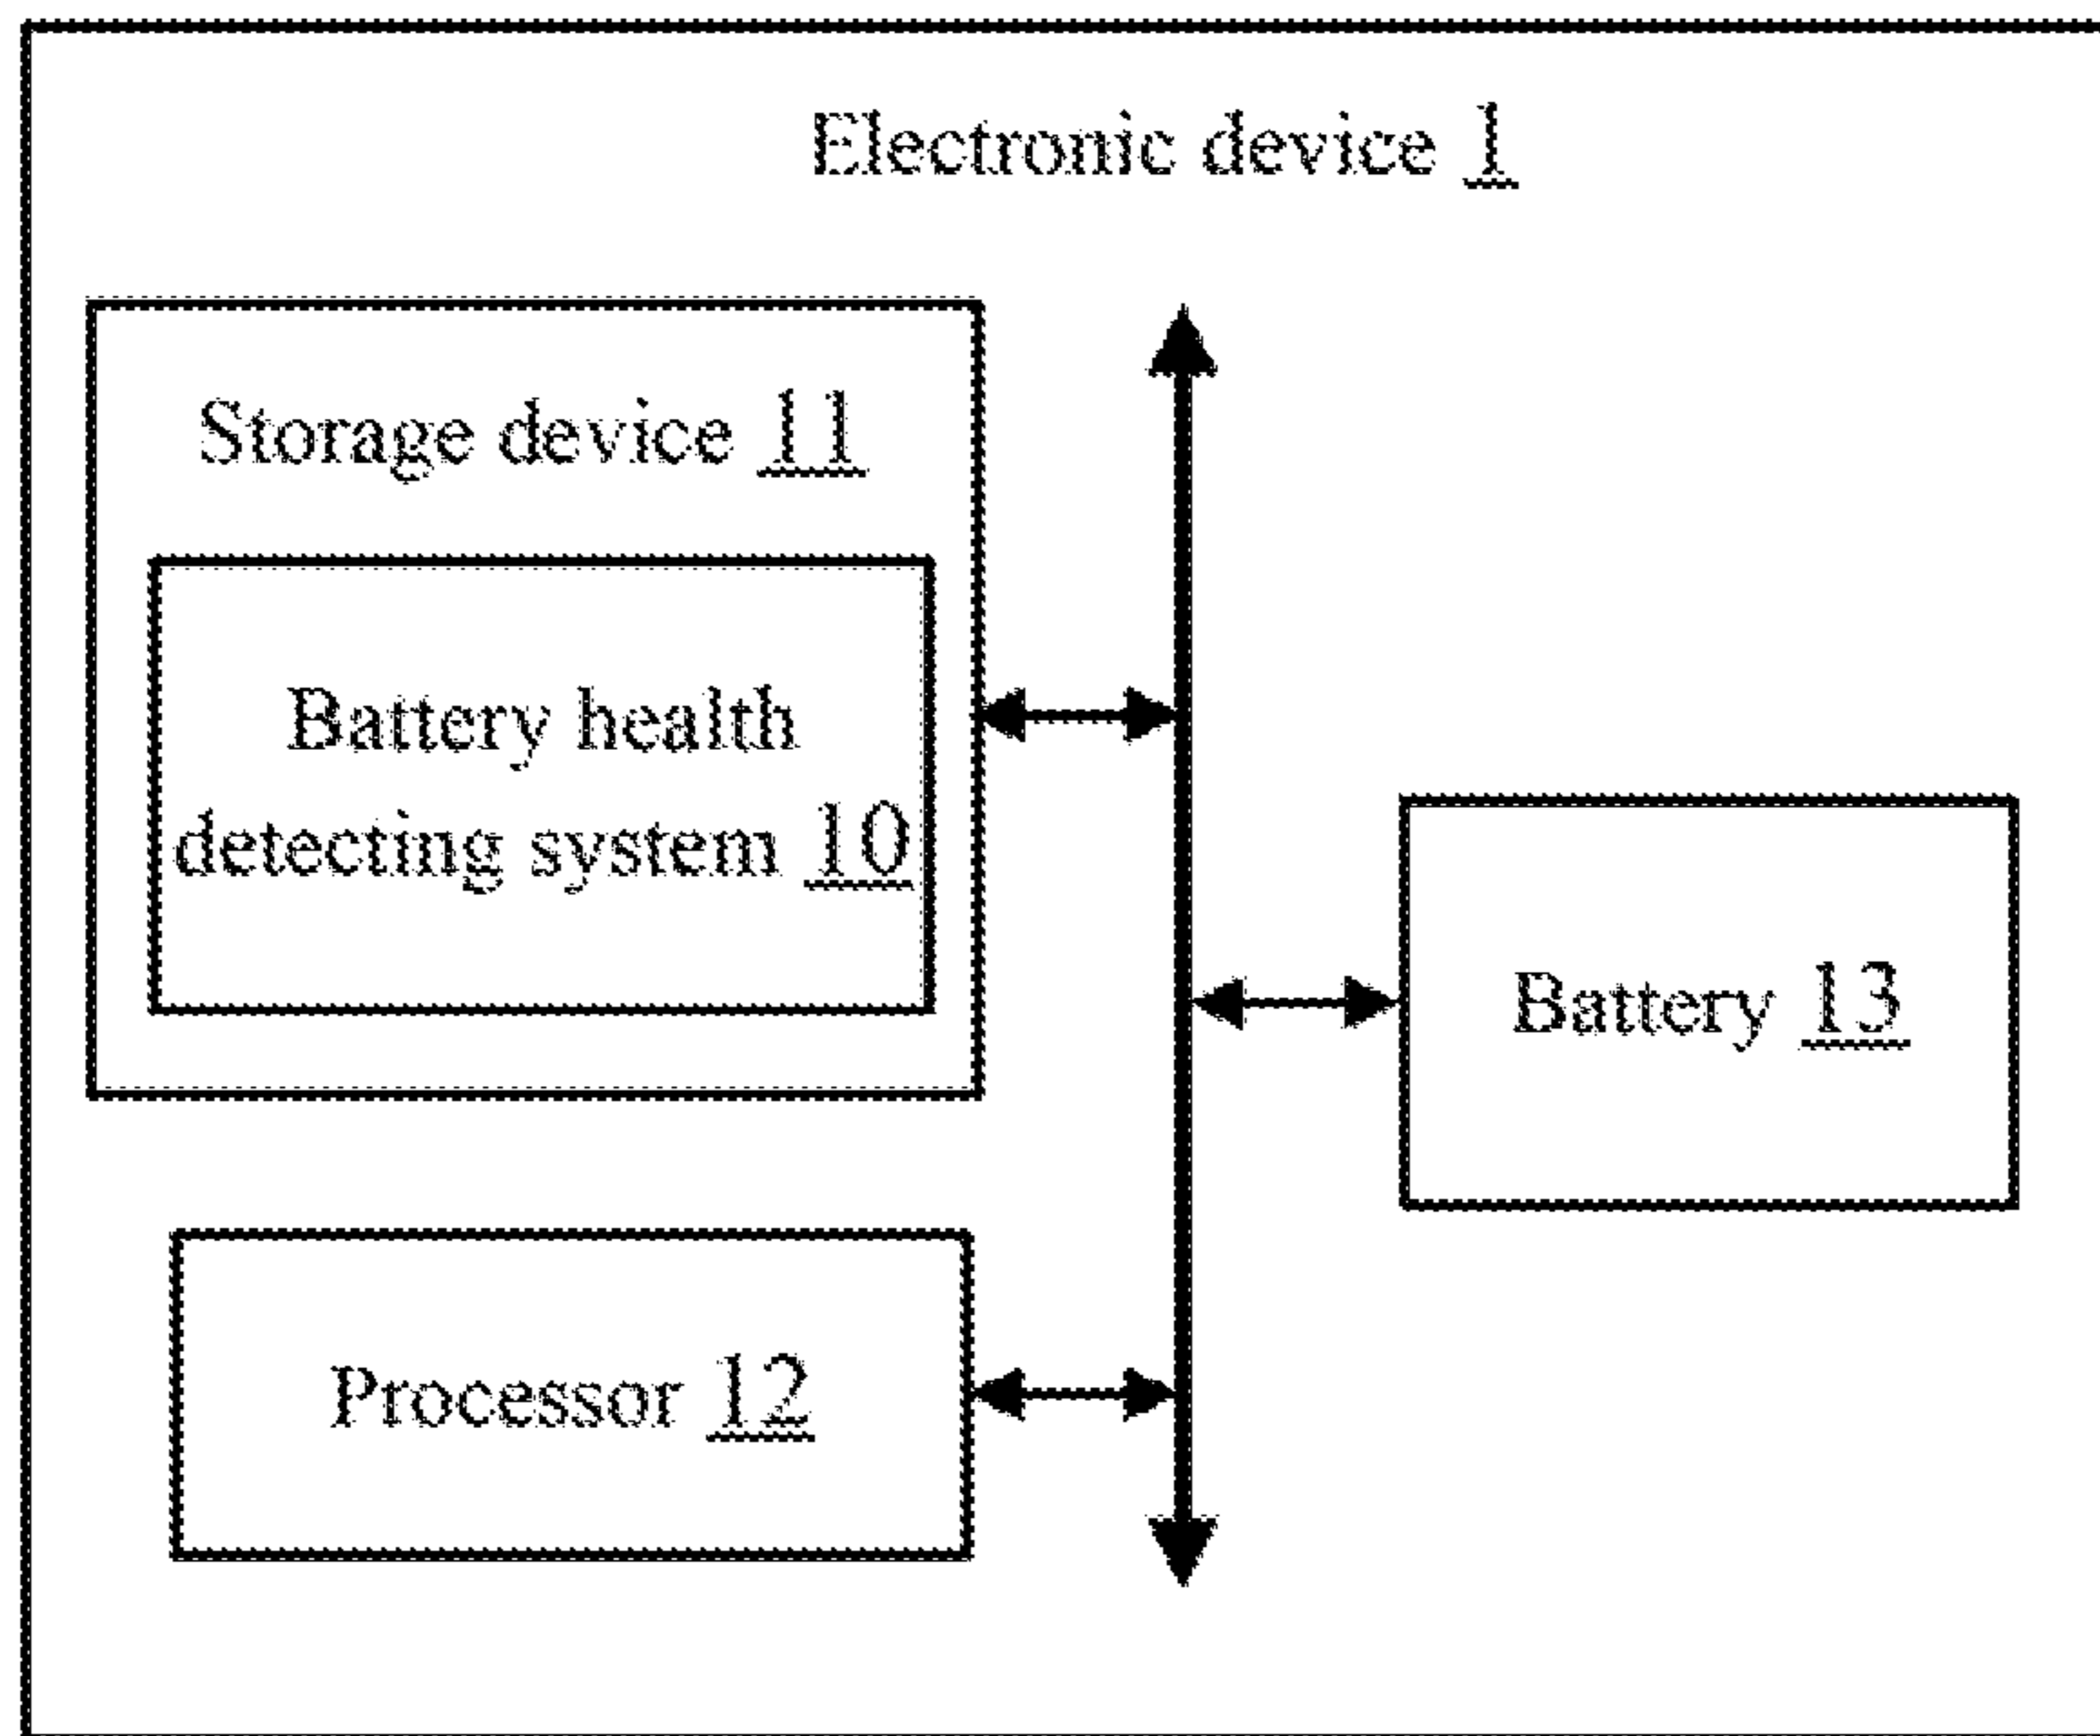 Electronic device 1
Storage device 11
Battery health
detecting system 10
Battery 13
Processor 12